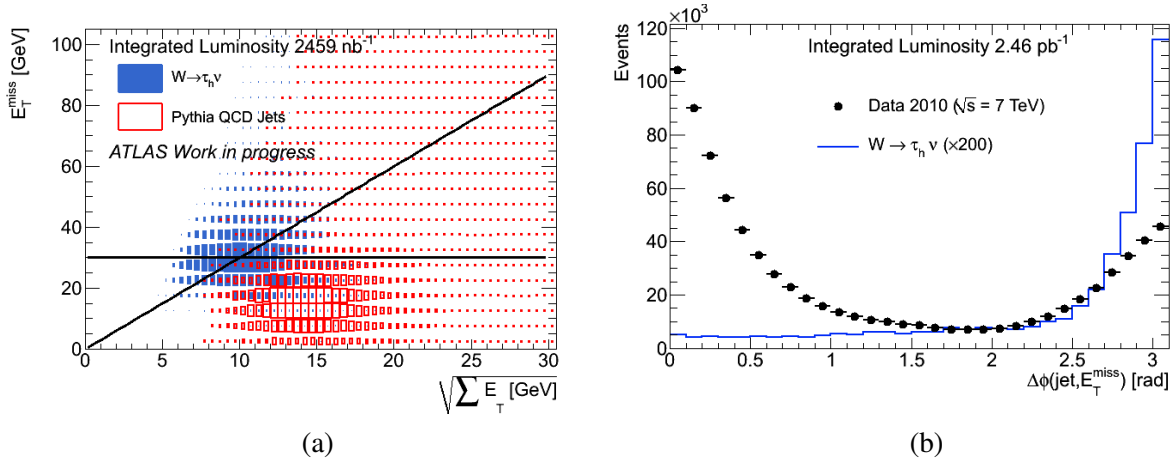 Integrated Luminosity 2459 nb⁻¹
W→τₕν
Pythia QCD Jets
ATLAS Work in progress
E_T^miss [GeV]
100
80
60
40
20
0
0 5 10 15 20 25 30
√∑ E_T [GeV]
(a)
×10³
Integrated Luminosity 2.46 pb⁻¹
Data 2010 (√s = 7 TeV)
W → τₕ ν (×200)
Events
120
100
80
60
40
20
0
0 0.5 1 1.5 2 2.5 3
Δϕ(jet,E_T^miss) [rad]
(b)